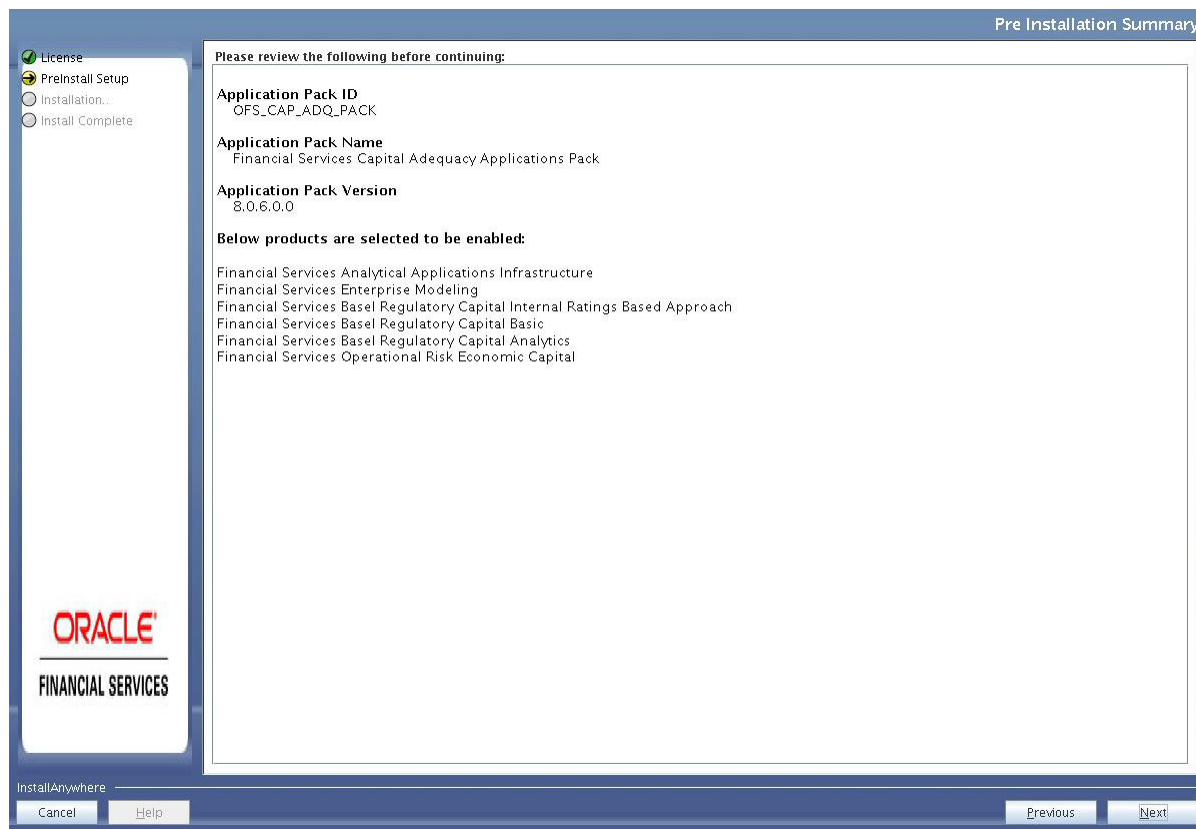 Pre Installation Summary
License
PreInstall Setup
Installation..
Install Complete
Please review the following before continuing:
Application Pack ID
OFS_CAP_ADQ_PACK
Application Pack Name
Financial Services Capital Adequacy Applications Pack
Application Pack Version
8.0.6.0.0
Below products are selected to be enabled:
Financial Services Analytical Applications Infrastructure
Financial Services Enterprise Modeling
Financial Services Basel Regulatory Capital Internal Ratings Based Approach
Financial Services Basel Regulatory Capital Basic
Financial Services Basel Regulatory Capital Analytics
Financial Services Operational Risk Economic Capital
ORACLE
FINANCIAL SERVICES
InstallAnywhere
Cancel
Help
Previous
Next